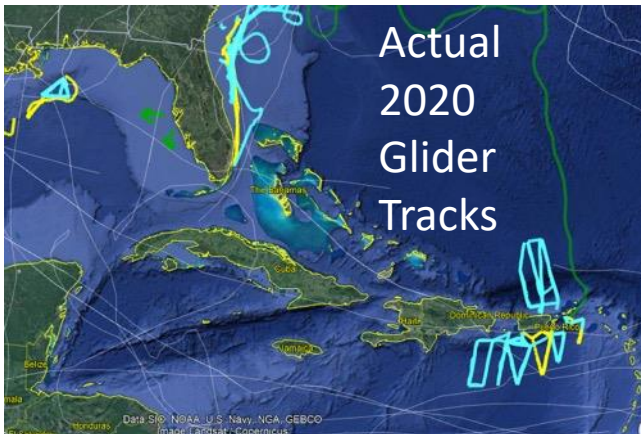 Actual
2020
Glider
Tracks
The Bahamas
Cuba
Haiti
Dominican Republic
Puerto Rico
Jamaica
Belize
Honduras
Data SIO, NOAA, U.S. Navy, NGA, GEBCO
Image Landsat / Copernicus